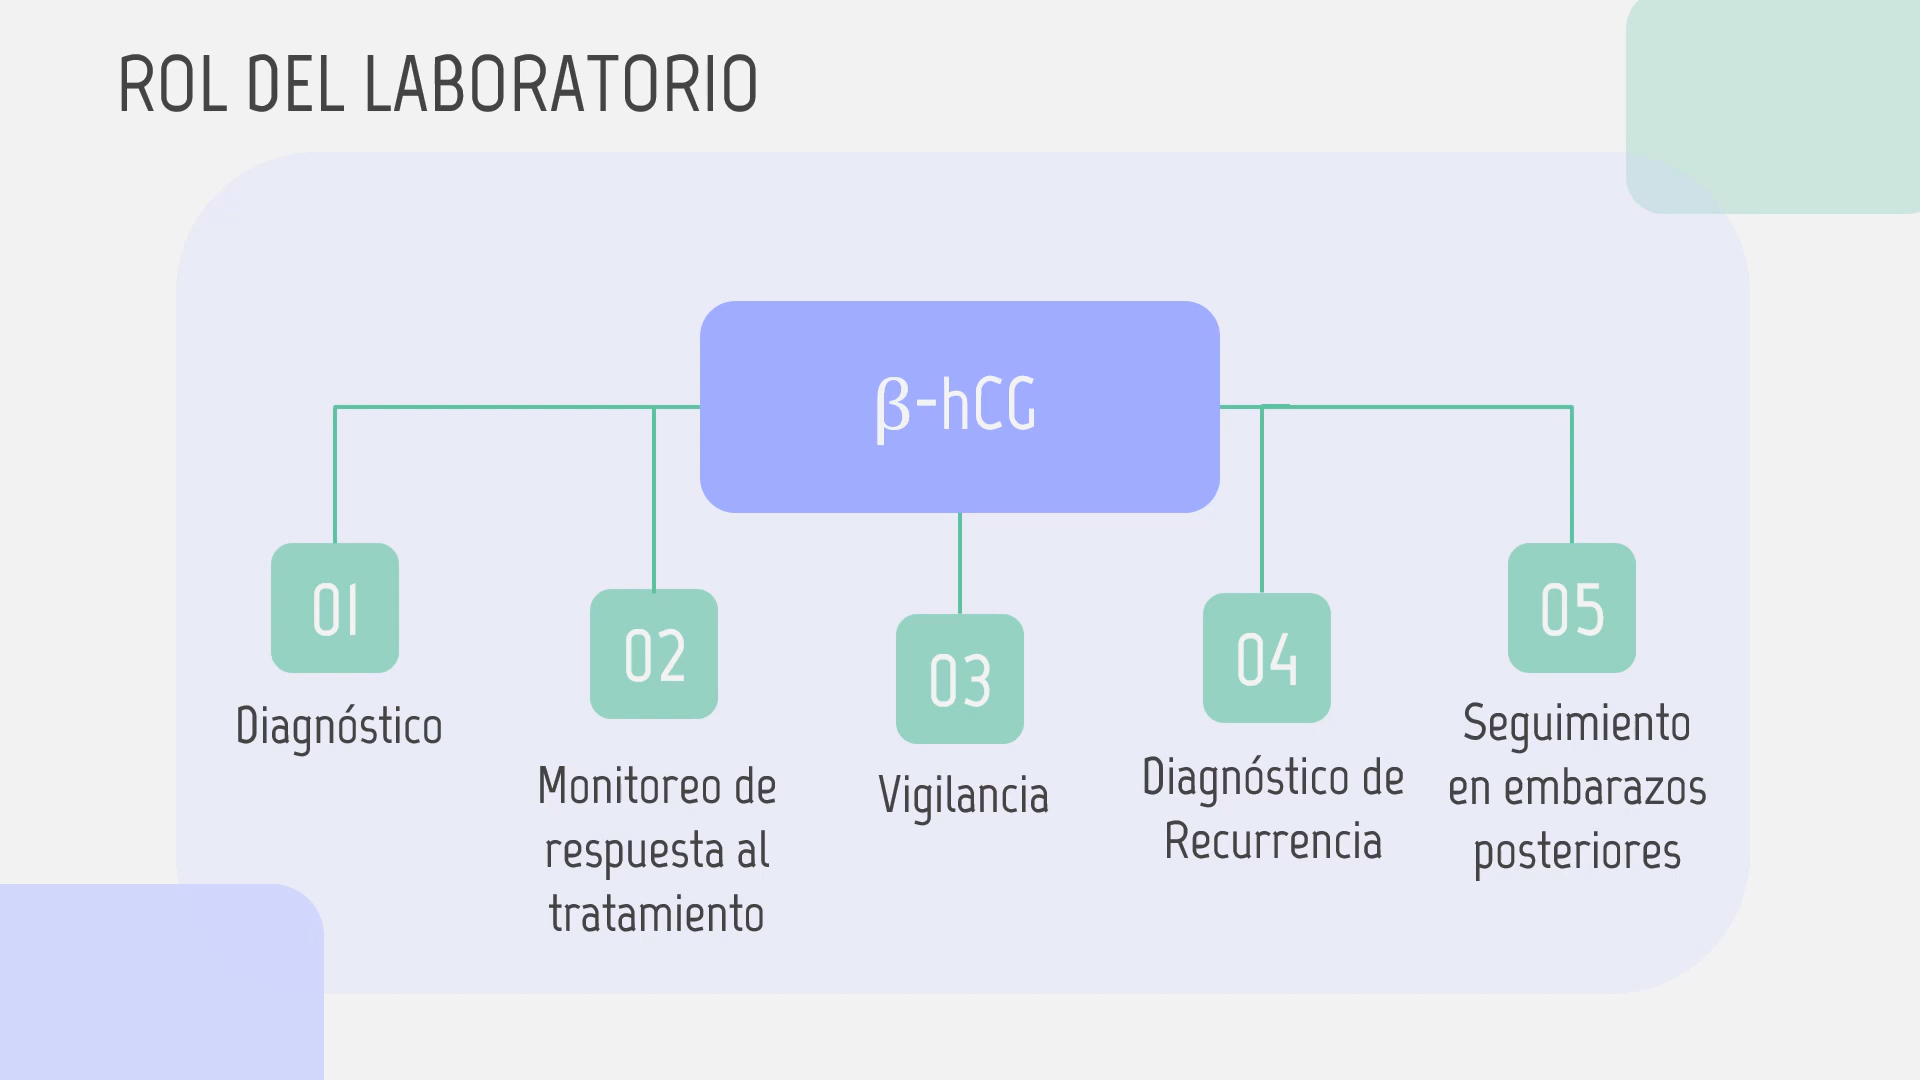 ROL DEL LABORATORIO
β-hCG
01
Diagnóstico
02
Monitoreo de
respuesta al
tratamiento
03
Vigilancia
04
Diagnóstico de
Recurrencia
05
Seguimiento
en embarazos
posteriores